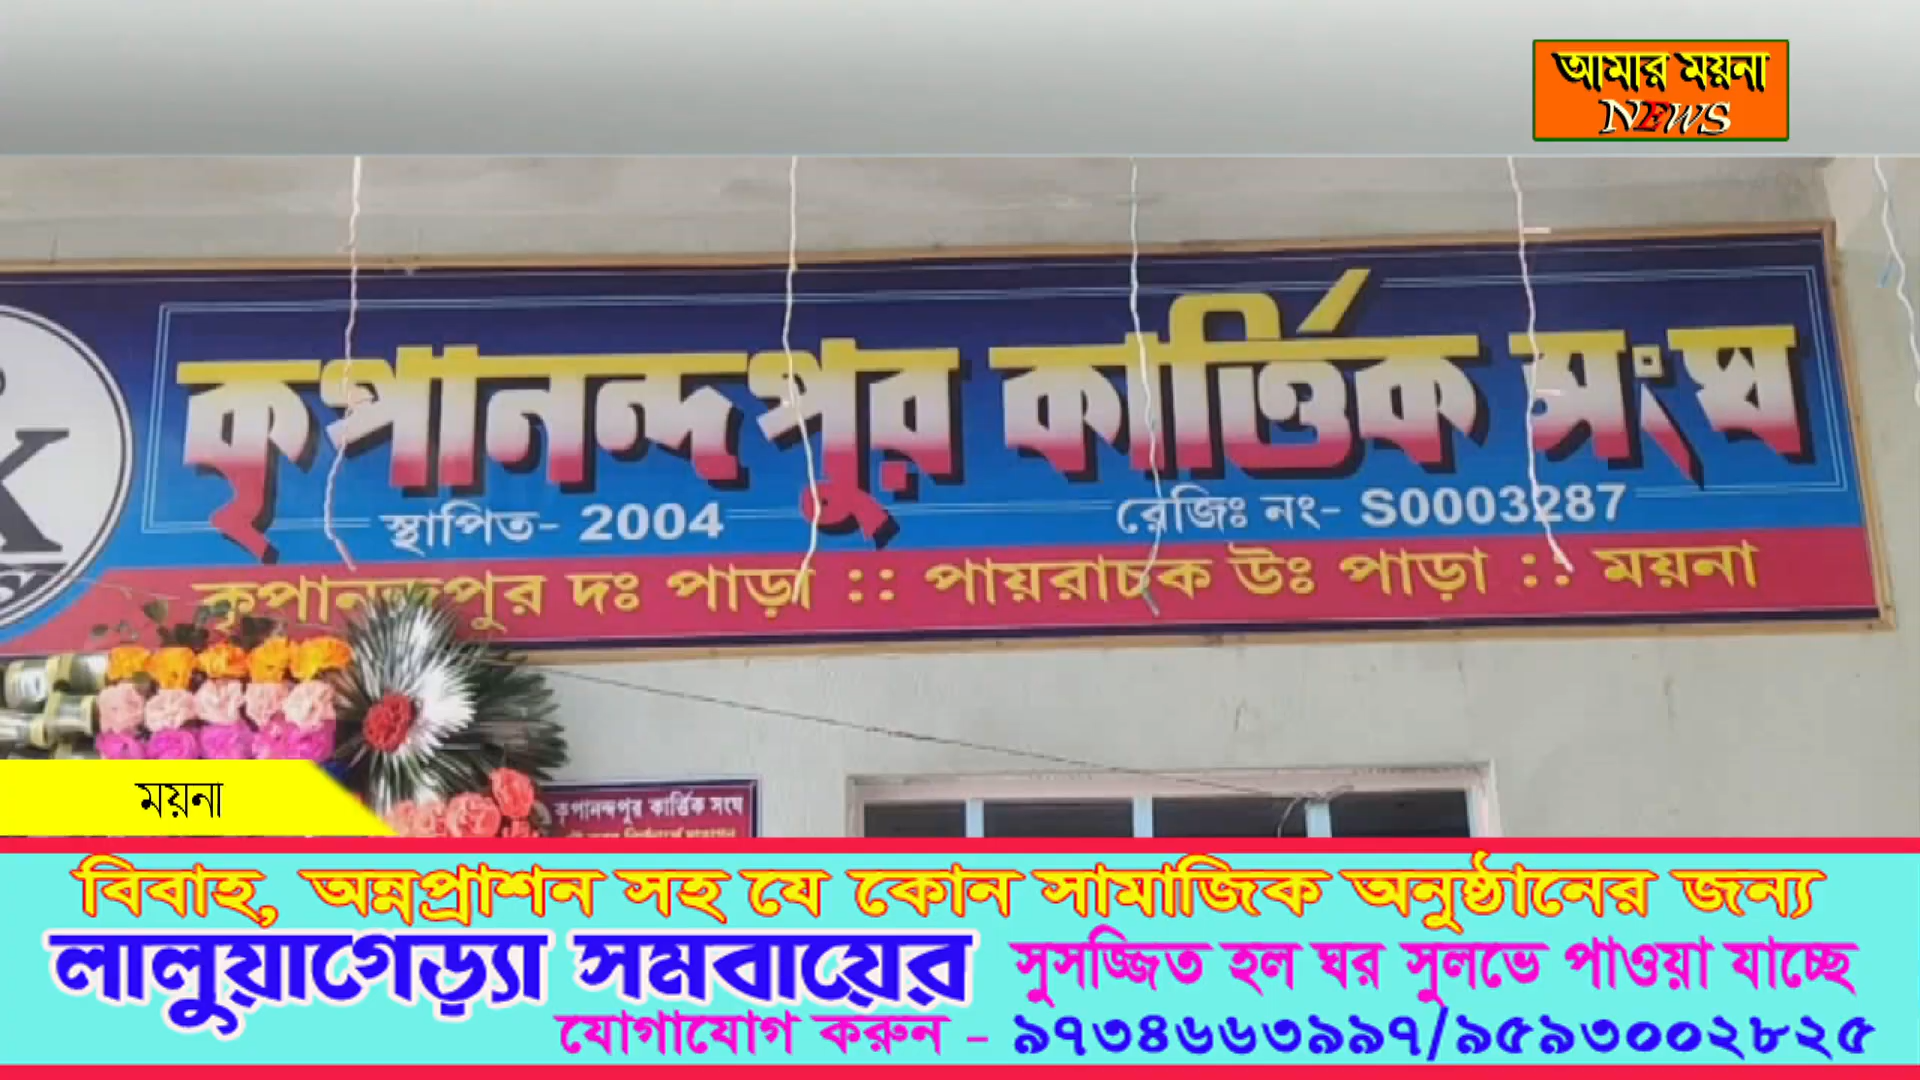 আমার ময়না
NEWS
কৃপানন্দপুর কার্ত্তিক সংঘ
স্থাপিত- 2004 রেজিঃ নং- S0003287
কৃপানন্দপুর দঃ পাড়া :: পায়রাচক উঃ পাড়া :: ময়না
কৃপানন্দপুর কার্ত্তিক সংঘ
ময়না
বিবাহ, অন্নপ্রাশন সহ যে কোন সামাজিক অনুষ্ঠানের জন্য
লালুয়াগেড়্যা সমবায়ের সুসজ্জিত হল ঘর সুলভে পাওয়া যাচ্ছে
যোগাযোগ করুন - ৯৭৩৪৬৬৩৯৯৭/৯৫৯৩০০২৮২৫